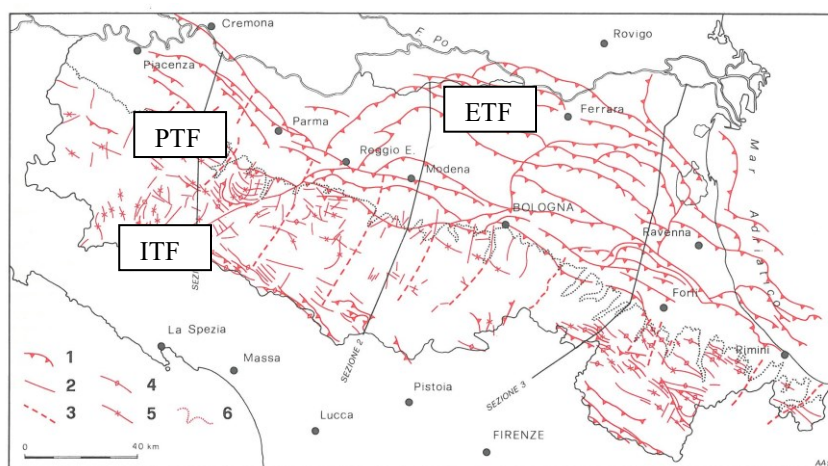 Cremona
F. Po
Rovigo
Piacenza
PTF
ETF
Ferrara
Parma
Reggio E.
Modena
BOLOGNA
Mar Adriatico
ITF
Ravenna
SEZIONE 2
SEZIONE 3
Forlì
La Spezia
Massa
Rimini
Pistoia
Lucca
FIRENZE
1
2
3
4
5
6
0 40 km